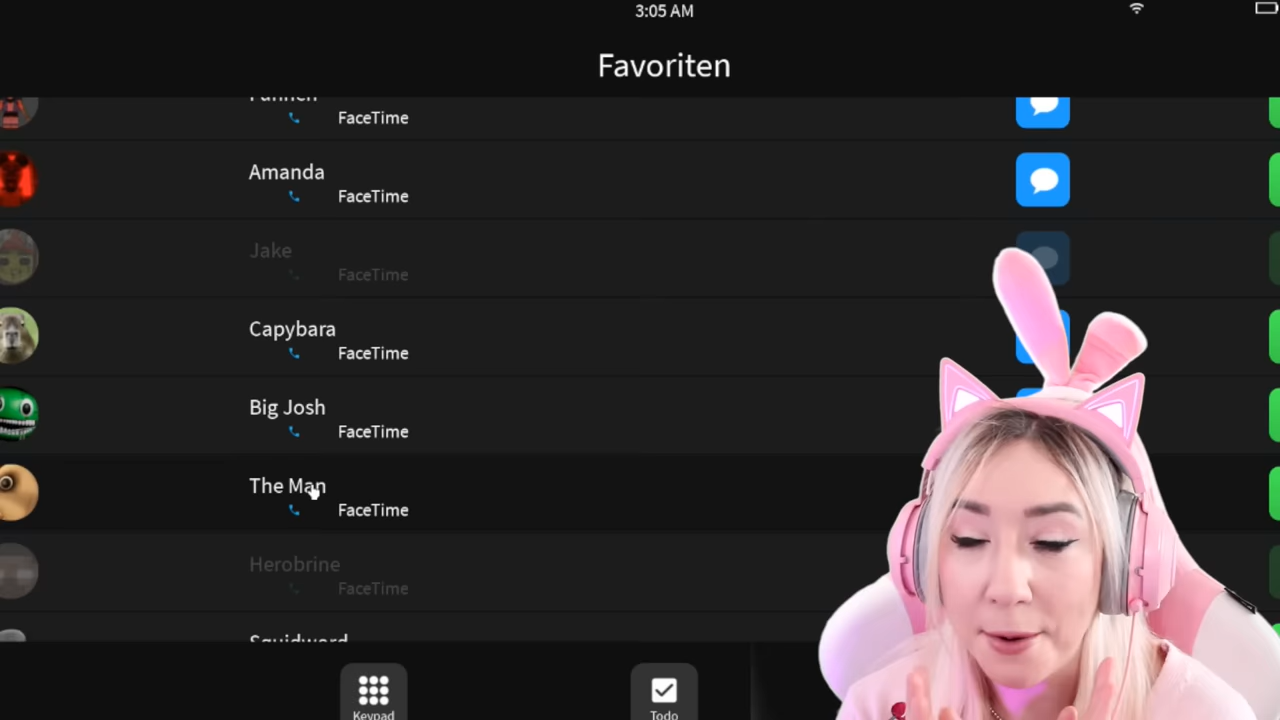 3:05 AM
Favoriten
FaceTime
Amanda
FaceTime
Jake
FaceTime
Capybara
FaceTime
Big Josh
FaceTime
The Man
FaceTime
Herobrine
FaceTime
Squidword
Keypad
Todo